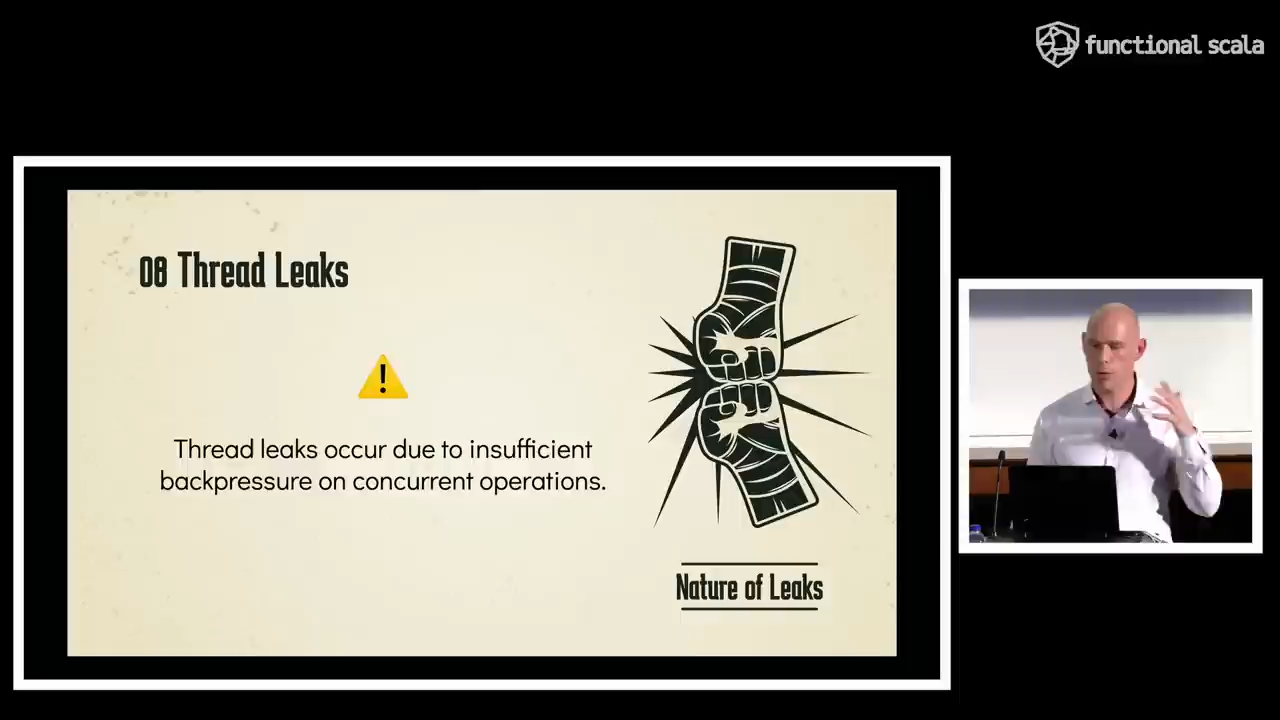 functional scala
08 Thread Leaks
Thread leaks occur due to insufficient
backpressure on concurrent operations.
Nature of Leaks